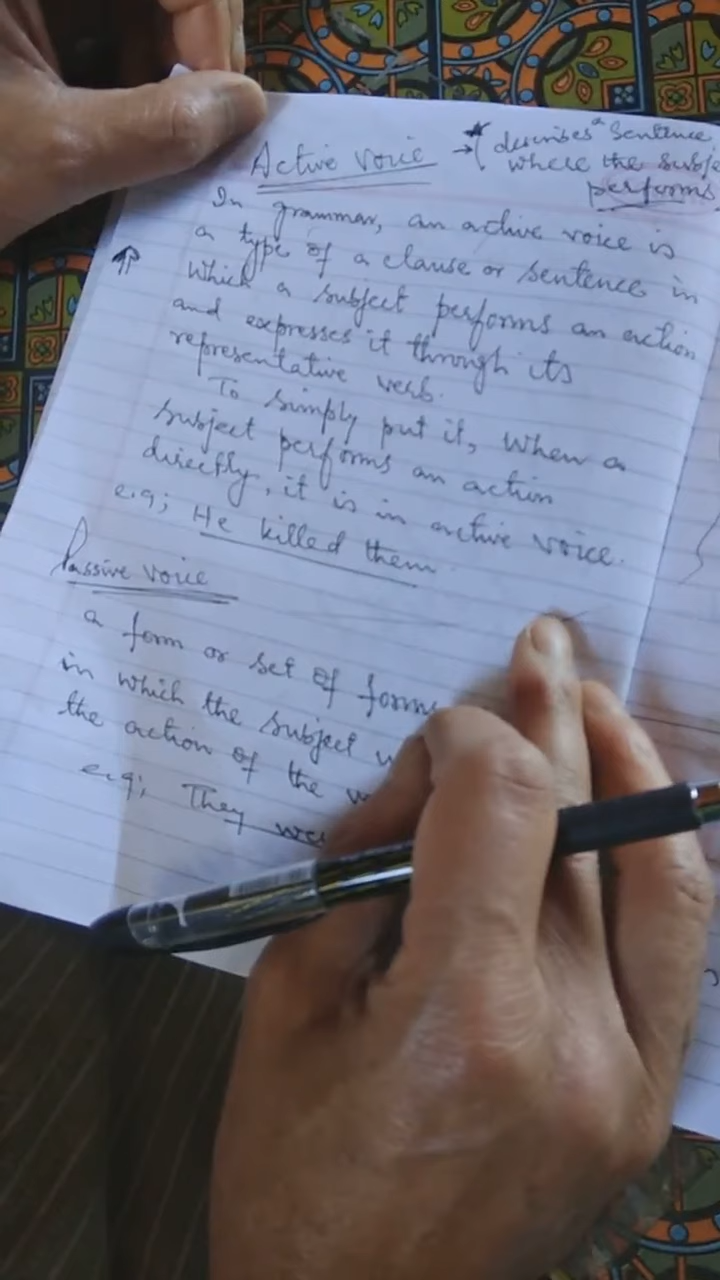 Active voice → * describes a sentence
where the subje
performs
In grammar, an active voice is
a type of a clause or sentence in
which a subject performs an action
and expresses it through its
representative verb.
To simply put it, when a
subject performs an action
directly, it is in active voice.
e.g; He killed them
Passive voice
a form or set of forms
in which the subject
the action of the
e.g; They were